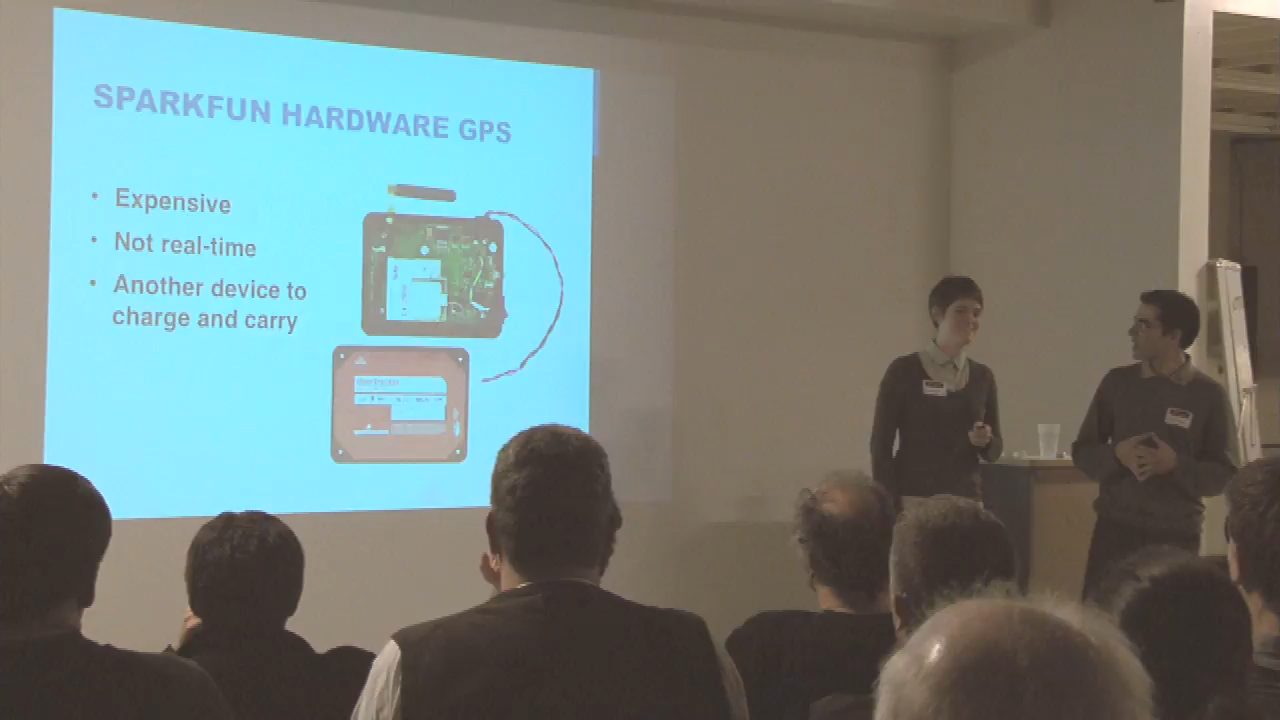 SPARKFUN HARDWARE GPS
• Expensive
• Not real-time
• Another device to
charge and carry